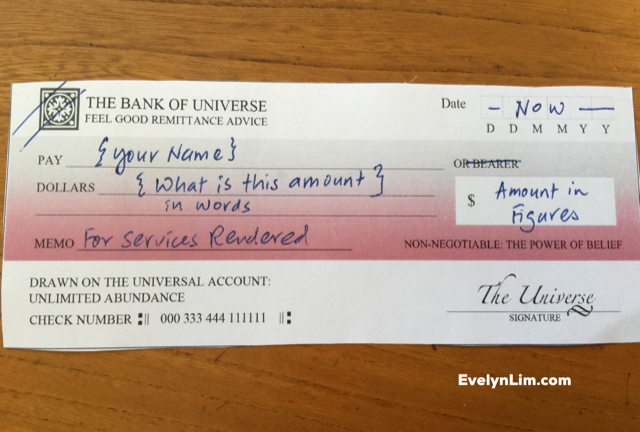 THE BANK OF UNIVERSE
FEEL GOOD REMITTANCE ADVICE
Date – NOW –
D D M M Y Y
PAY {Your Name}
OR BEARER
DOLLARS {What is this amount}
in words
$ Amount in
Figures
MEMO For Services Rendered
NON-NEGOTIABLE: THE POWER OF BELIEF
DRAWN ON THE UNIVERSAL ACCOUNT:
UNLIMITED ABUNDANCE
CHECK NUMBER ⑆ 000 333 444 111111 ⑆
The Universe
SIGNATURE
EvelynLim.com